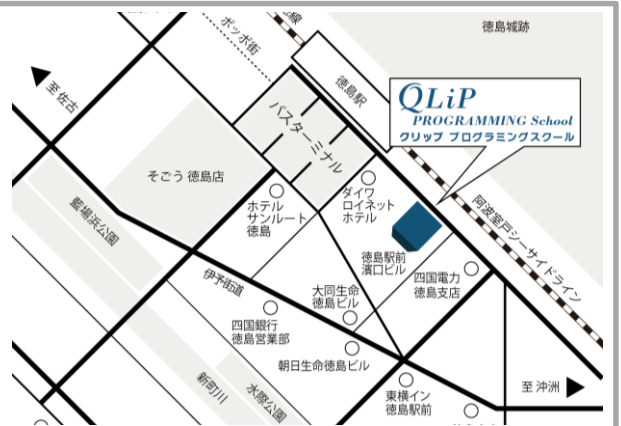 徳島城跡
ポッポ街
徳島駅
至 佐古
QLiP
PROGRAMMING School
クリップ プログラミングスクール
バスターミナル
そごう 徳島店
ホテル
サンルート
徳島
ダイワ
ロイネット
ホテル
阿波室戸シーサイドライン
藍場浜公園
徳島駅前
濱口ビル
四国電力
徳島支店
伊予街道
大同生命
徳島ビル
四国銀行
徳島営業部
朝日生命徳島ビル
新町川
水際公園
東横イン
徳島駅前
至 沖洲